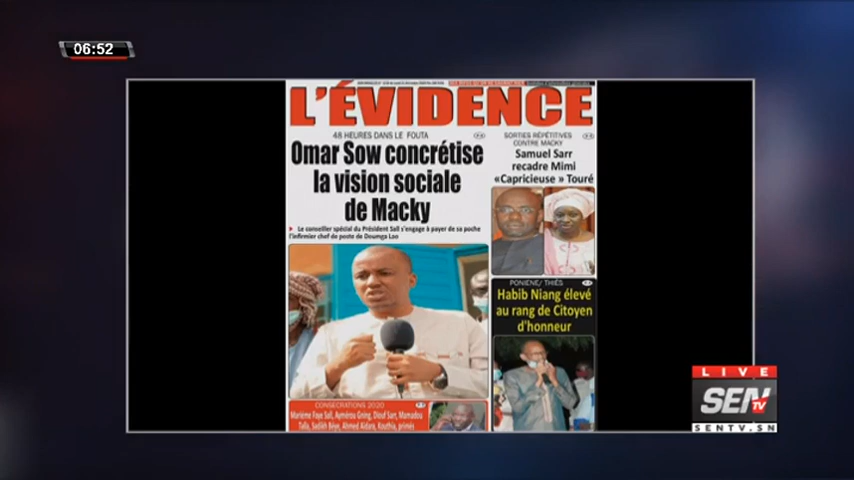 06:52
L'ÉVIDENCE
48 HEURES DANS LE FOUTA
Omar Sow concrétise
la vision sociale
de Macky
Le conseiller spécial du Président Sall s'engage à payer de sa poche
l'infirmier chef de poste de Doumga Lao
SORTIES RÉPÉTITIVES
CONTRE MACKY
Samuel Sarr
recadre Mimi
«Capricieuse » Touré
PONIÉNE/ THIÈS
Habib Niang élevé
au rang de Citoyen
d'honneur
CONSÉCRATIONS 2020
Marième Faye Sall, Aymérou Gning, Diouf Sarr, Mamadou
Talla, Sadikh Bèye, Ahmed Aidara, Kouthia, primés
LIVE
SEN
TV
SENTV.SN